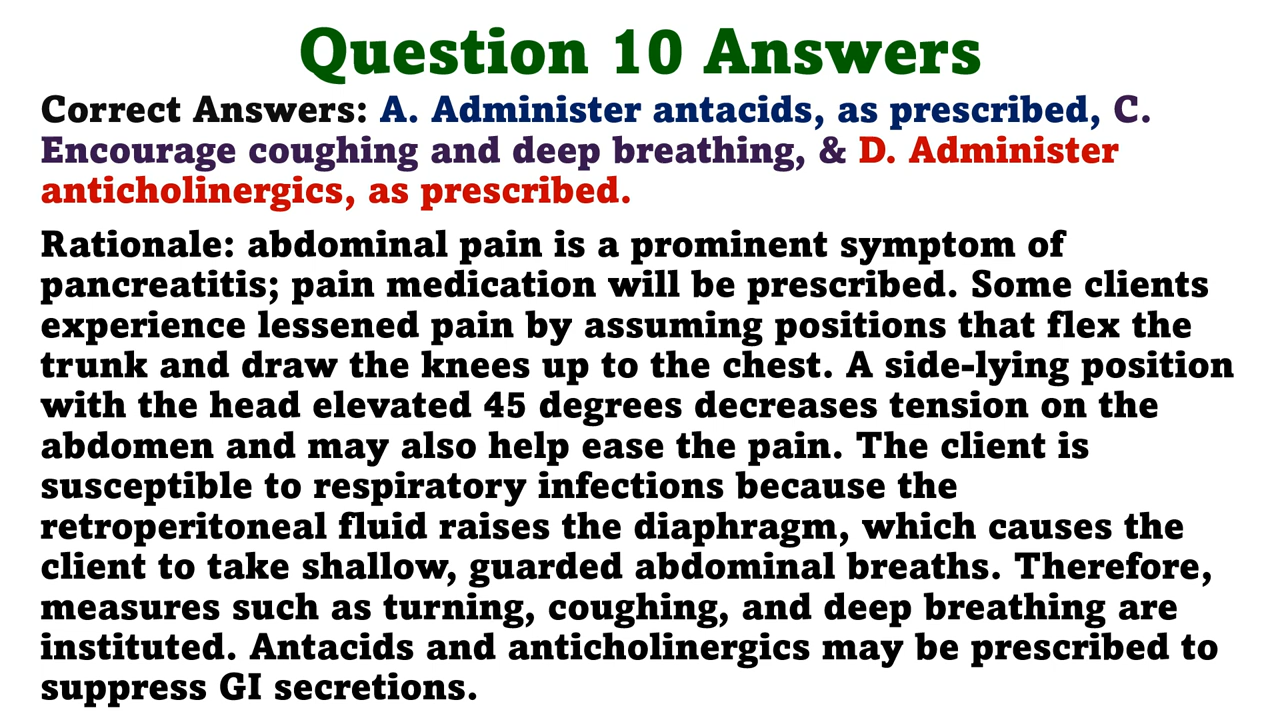 Question 10 Answers
Correct Answers: A. Administer antacids, as prescribed, C.
Encourage coughing and deep breathing, & D. Administer
anticholinergics, as prescribed.
Rationale: abdominal pain is a prominent symptom of
pancreatitis; pain medication will be prescribed. Some clients
experience lessened pain by assuming positions that flex the
trunk and draw the knees up to the chest. A side-lying position
with the head elevated 45 degrees decreases tension on the
abdomen and may also help ease the pain. The client is
susceptible to respiratory infections because the
retroperitoneal fluid raises the diaphragm, which causes the
client to take shallow, guarded abdominal breaths. Therefore,
measures such as turning, coughing, and deep breathing are
instituted. Antacids and anticholinergics may be prescribed to
suppress GI secretions.